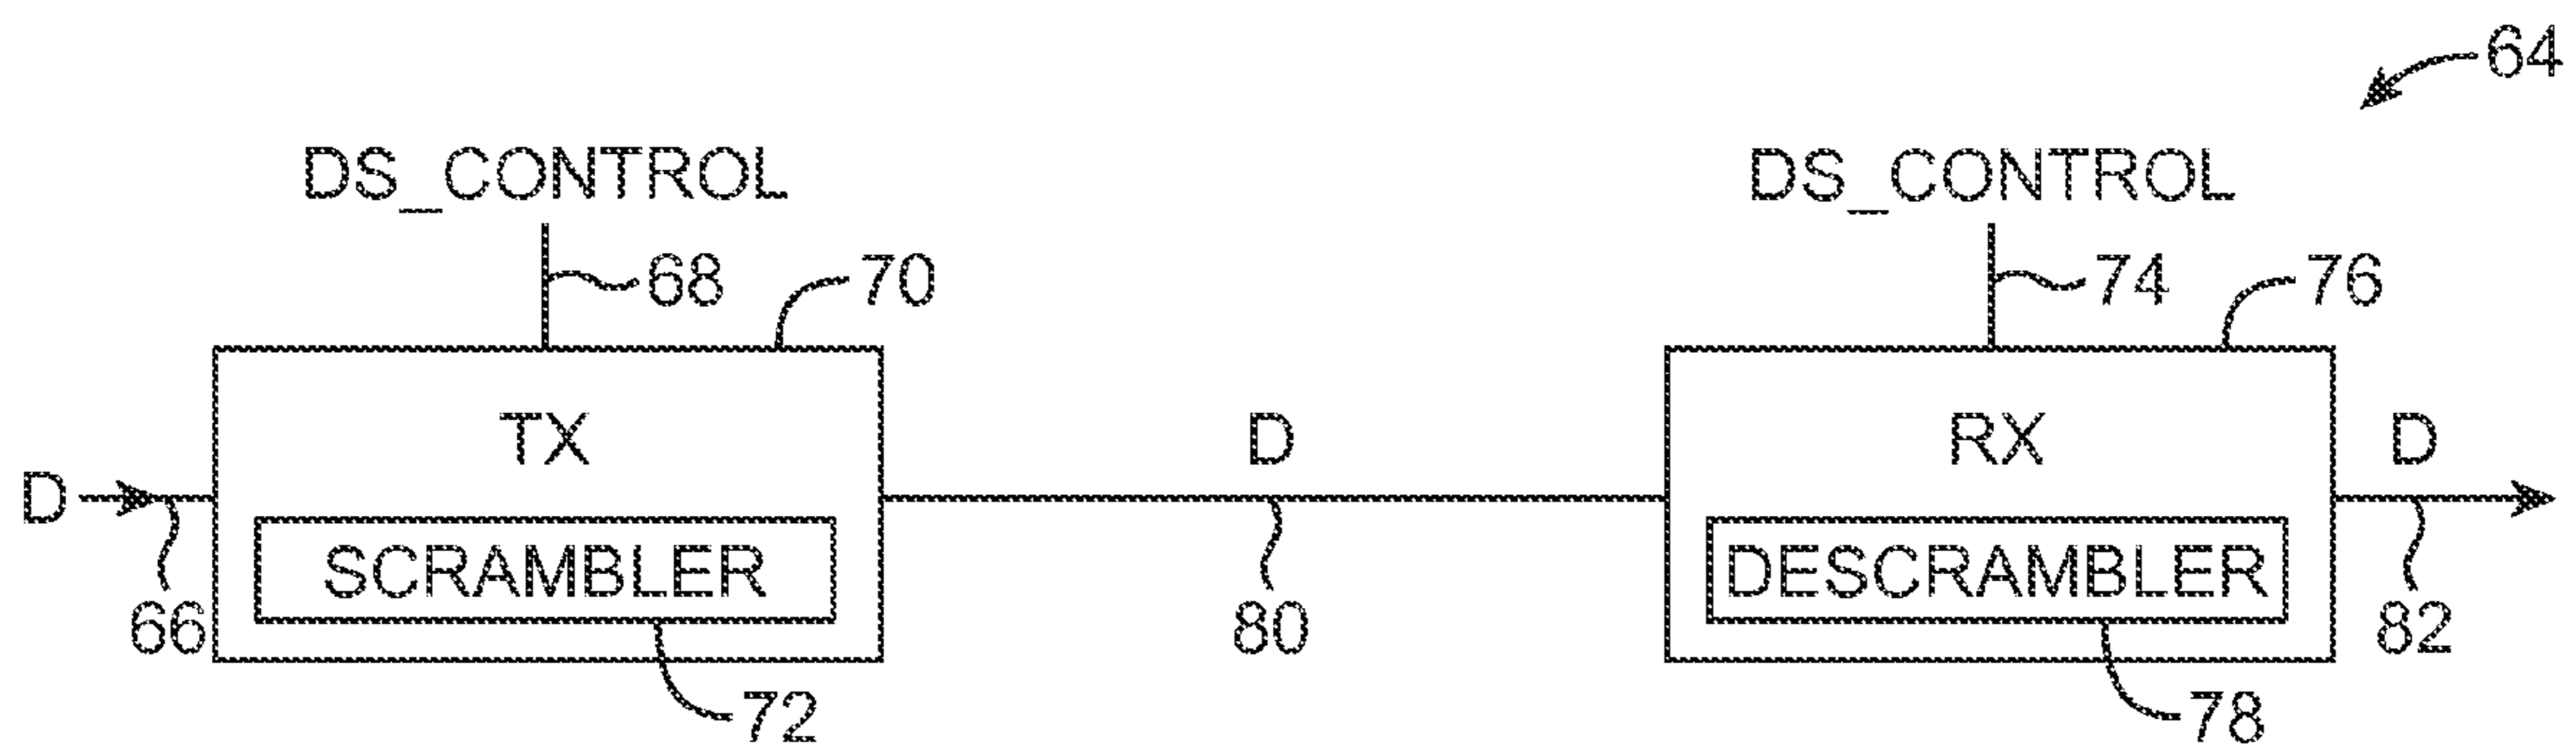 64
DS_CONTROL DS_CONTROL
68 70 74 76
TX D RX D
D
SCRAMBLER DESCRAMBLER
66 80 82
72 78